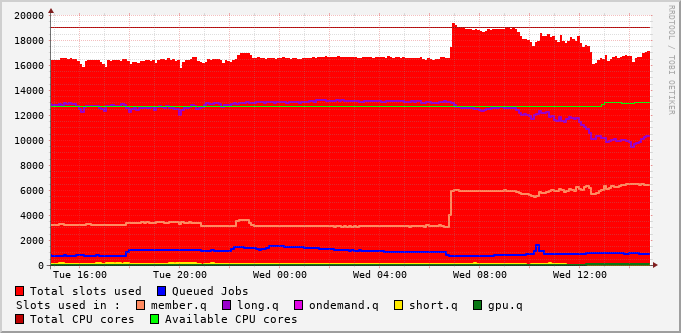 20000
18000
16000
14000
12000
10000
8000
6000
4000
2000
0
Tue 16:00 Tue 20:00 Wed 00:00 Wed 04:00 Wed 08:00 Wed 12:00
RRDTOOL / TOBI OETIKER
Total slots used Queued Jobs
Slots used in : member.q long.q ondemand.q short.q gpu.q
Total CPU cores Available CPU cores